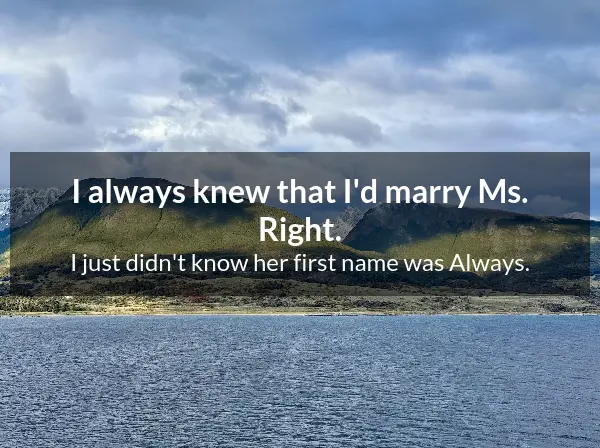 I always knew that I'd marry Ms.
Right.
I just didn't know her first name was Always.